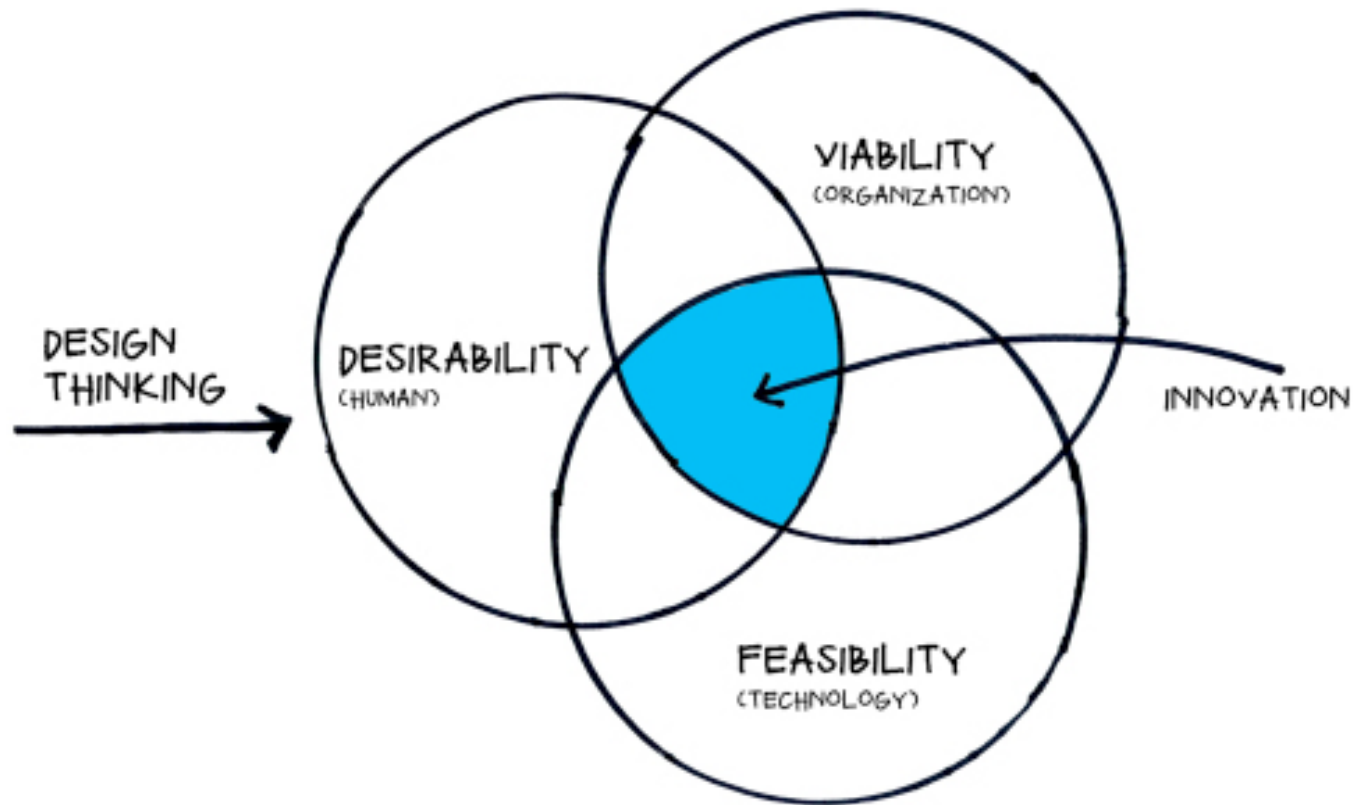 VIABILITY
(ORGANIZATION)
DESIGN
THINKING
DESIRABILITY
(HUMAN)
INNOVATION
FEASIBILITY
(TECHNOLOGY)